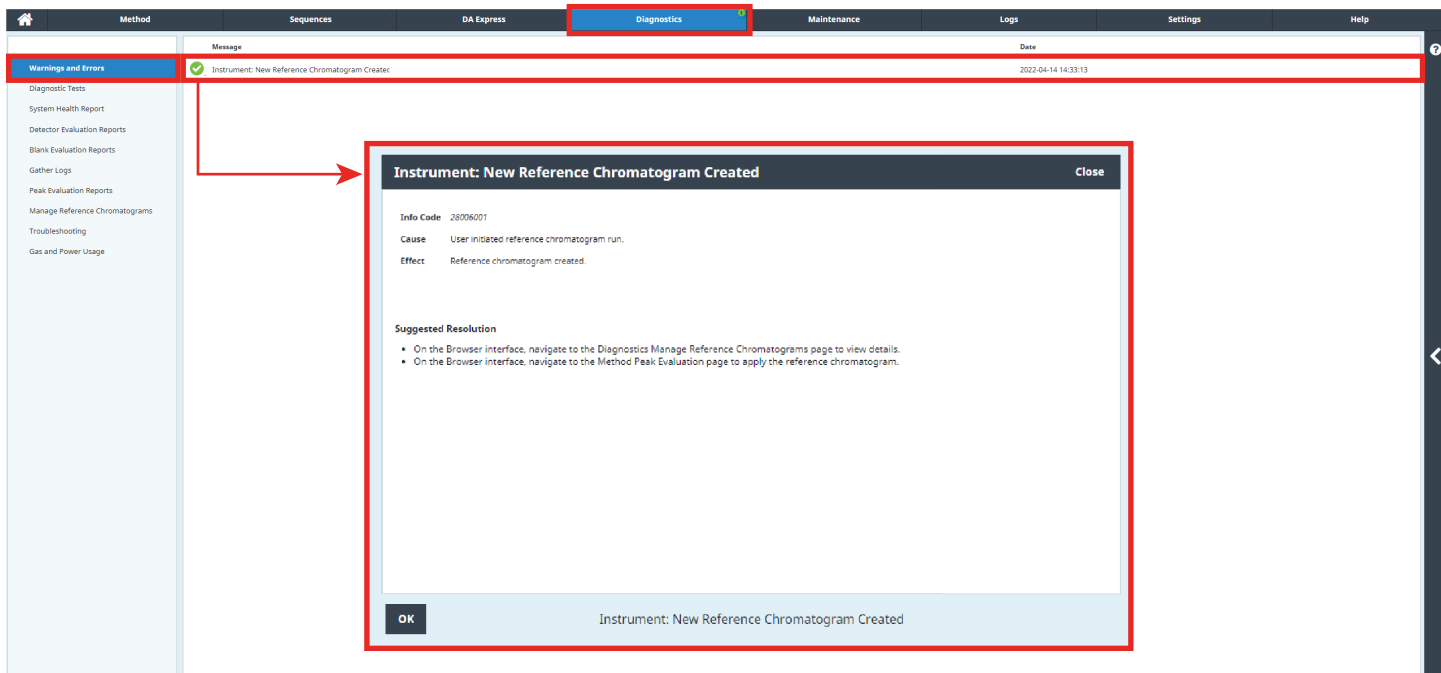 Method Sequences DA Express Diagnostics 1 Maintenance Logs Settings Help
Message Date
Warnings and Errors
Instrument: New Reference Chromatogram Created 2022-04-14 14:33:13
Diagnostic Tests
System Health Report
Detector Evaluation Reports
Blank Evaluation Reports
Gather Logs
Peak Evaluation Reports
Manage Reference Chromatograms
Troubleshooting
Gas and Power Usage
Instrument: New Reference Chromatogram Created Close
Info Code 28006001
Cause User initiated reference chromatogram run.
Effect Reference chromatogram created.
Suggested Resolution
• On the Browser interface, navigate to the Diagnostics Manage Reference Chromatograms page to view details.
• On the Browser interface, navigate to the Method Peak Evaluation page to apply the reference chromatogram.
OK Instrument: New Reference Chromatogram Created